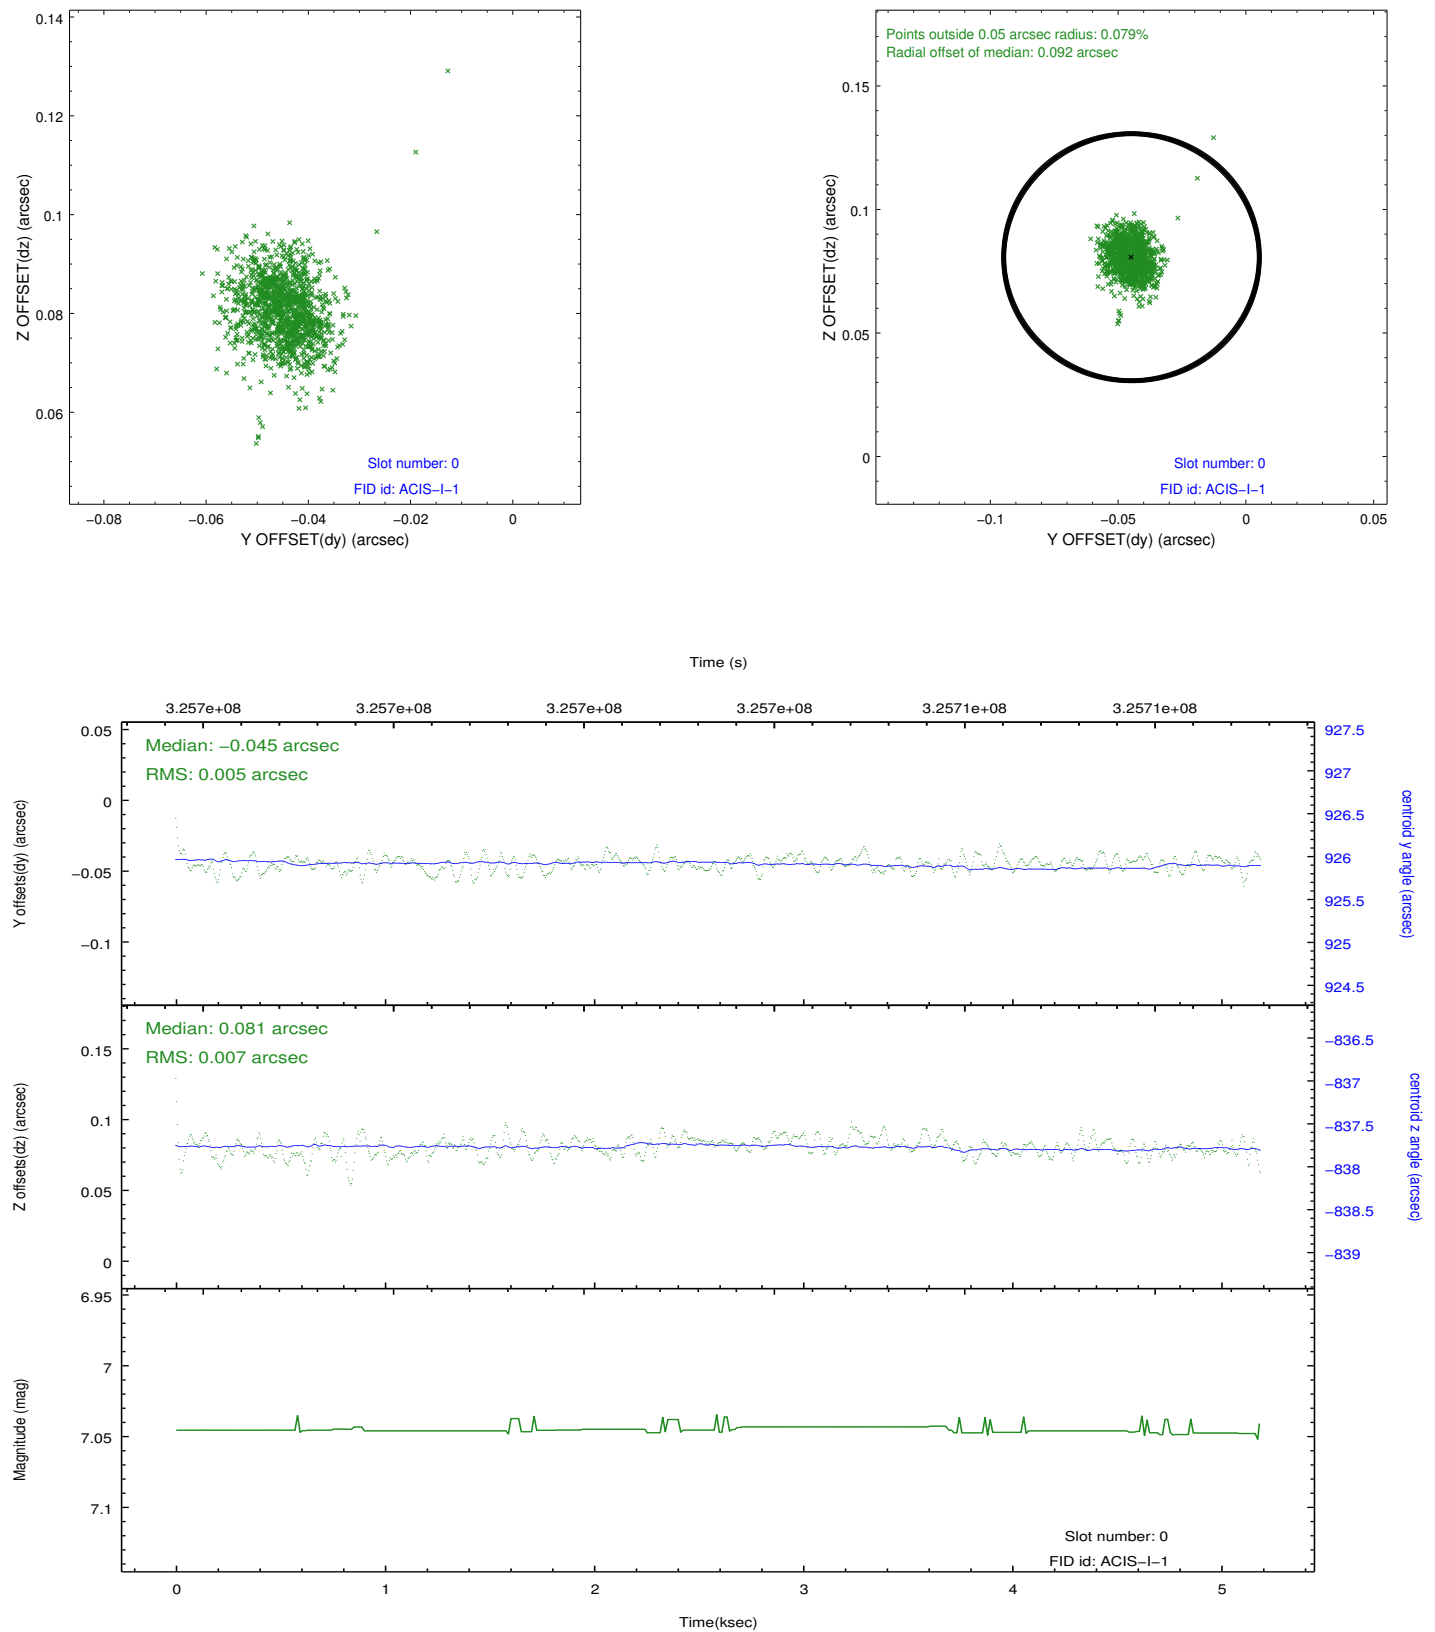 0.14
0.12
0.1
0.08
0.06
Z OFFSET(dz) (arcsec)
Slot number: 0
FID id: ACIS−I−1
−0.08 −0.06 −0.04 −0.02 0
Y OFFSET(dy) (arcsec)
Points outside 0.05 arcsec radius: 0.079%
Radial offset of median: 0.092 arcsec
0.15
0.1
0.05
0
Z OFFSET(dz) (arcsec)
Slot number: 0
FID id: ACIS−I−1
−0.1 −0.05 0 0.05
Y OFFSET(dy) (arcsec)
Time (s)
3.257e+08 3.257e+08 3.257e+08 3.257e+08 3.2571e+08 3.2571e+08
Median: −0.045 arcsec
RMS: 0.005 arcsec
0.05
0
−0.05
−0.1
Y offsets(dy) (arcsec)
927.5
927
926.5
926
925.5
925
924.5
centroid y angle (arcsec)
Median: 0.081 arcsec
RMS: 0.007 arcsec
0.15
0.1
0.05
0
Z offsets(dz) (arcsec)
−836.5
−837
−837.5
−838
−838.5
−839
centroid z angle (arcsec)
6.95
7
7.05
7.1
Magnitude (mag)
Slot number: 0
FID id: ACIS−I−1
0 1 2 3 4 5
Time(ksec)